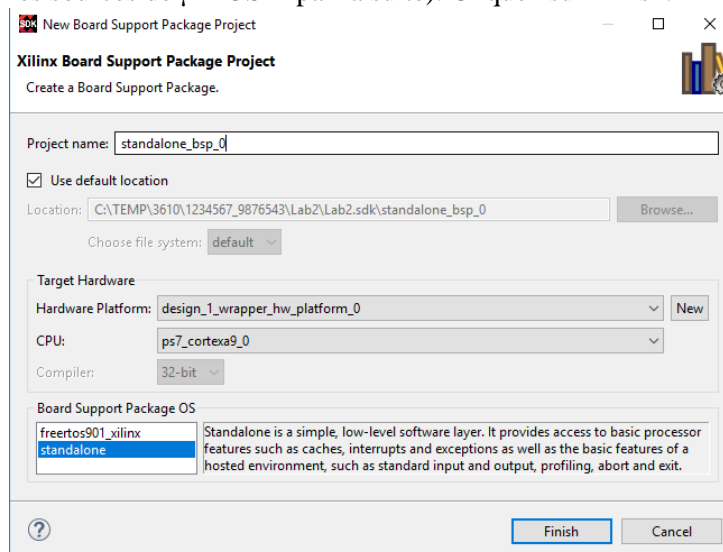 SDK New Board Support Package Project
Xilinx Board Support Package Project
Create a Board Support Package.
Project name: standalone_bsp_0
Use default location
Location: C:\TEMP\3610\1234567_9876543\Lab2\Lab2.sdk\standalone_bsp_0 Browse...
Choose file system: default
Target Hardware
Hardware Platform: design_1_wrapper_hw_platform_0 New
CPU: ps7_cortexa9_0
Compiler: 32-bit
Board Support Package OS
freertos901_xilinx
standalone
Standalone is a simple, low-level software layer. It provides access to basic processor
features such as caches, interrupts and exceptions as well as the basic features of a
hosted environment, such as standard input and output, profiling, abort and exit.
? Finish Cancel